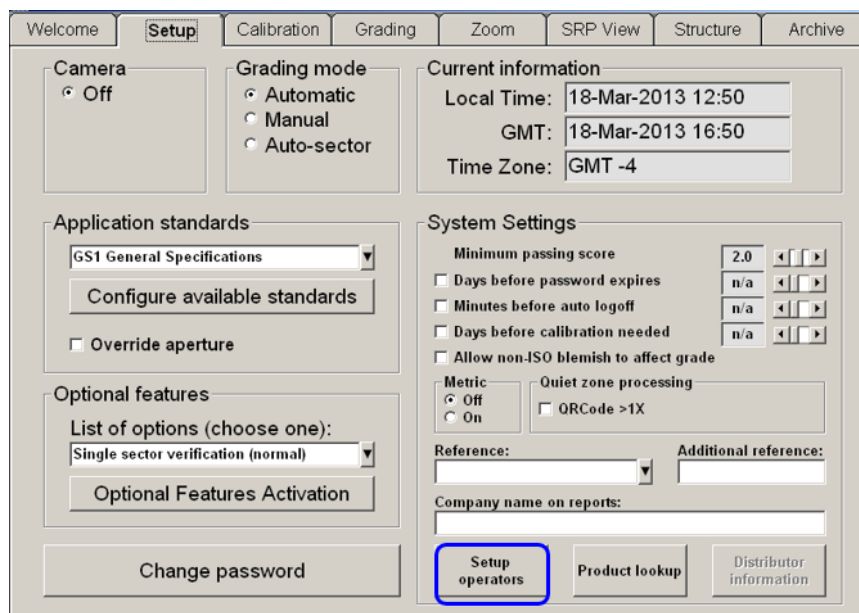 Welcome
Setup
Calibration
Grading
Zoom
SRP View
Structure
Archive
Camera
Off
Grading mode
Automatic
Manual
Auto-sector
Current information
Local Time: 18-Mar-2013 12:50
GMT: 18-Mar-2013 16:50
Time Zone: GMT -4
Application standards
GS1 General Specifications
Configure available standards
Override aperture
Optional features
List of options (choose one):
Single sector verification (normal)
Optional Features Activation
Change password
System Settings
Minimum passing score 2.0
Days before password expires n/a
Minutes before auto logoff n/a
Days before calibration needed n/a
Allow non-ISO blemish to affect grade
Metric
Off
On
Quiet zone processing
QRCode >1X
Reference:
Additional reference:
Company name on reports:
Setup
operators
Product lookup
Distributor
information